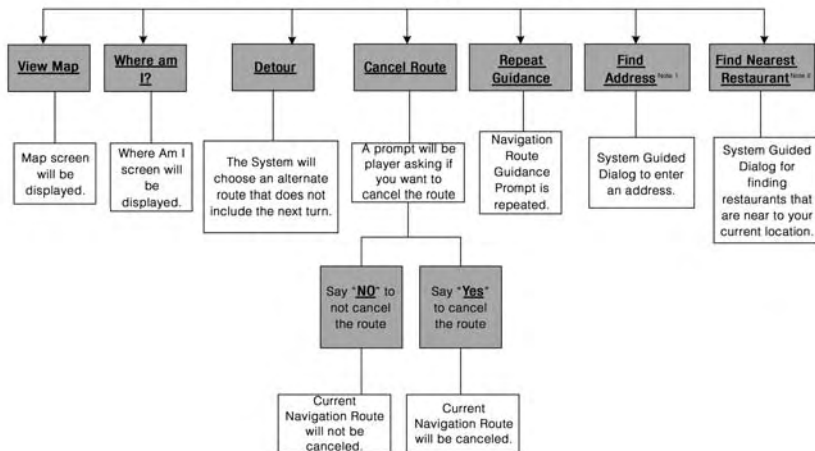 View Map
Where am
I?
Detour
Cancel Route
Repeat
Guidance
Find
Address Note 1
Find Nearest
Restaurant Note
Map screen
will be
displayed.
Where Am I
screen will
be
displayed.
The System will
choose an alternate
route that does not
include the next turn.
A prompt will be
player asking if
you want to
cancel the route
Navigation
Route
Guidance
Prompt is
repeated.
System Guided
Dialog to enter
an address.
System Guided
Dialog for
finding
restaurants that
are near to your
current location.
Say "NO" to
not cancel
the route
Say "Yes"
to cancel
the route
Current
Navigation Route
will not be
canceled.
Current
Navigation Route
will be canceled.